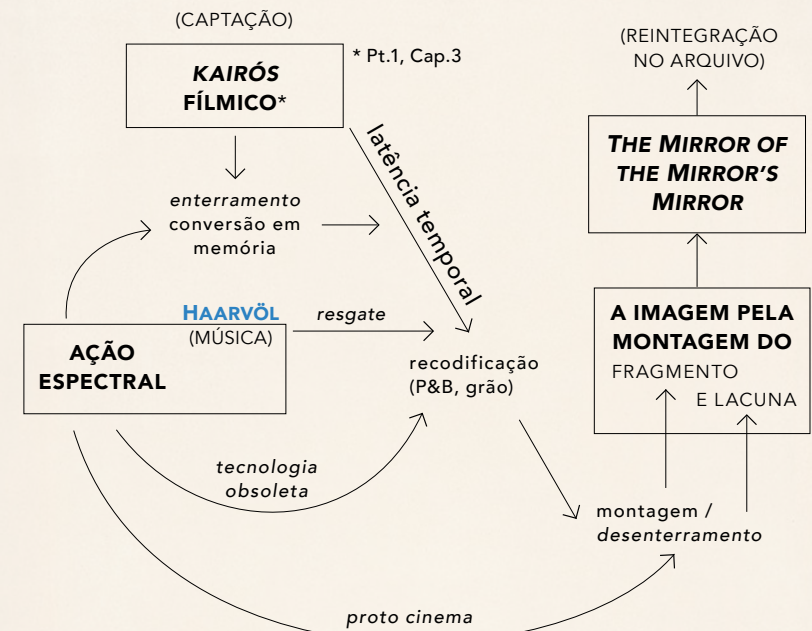 (CAPTAÇÃO)
KAIRÓS
FÍLMICO*
* Pt.1, Cap.3
latência temporal
enterramento
conversão em
memória
HAARVÖL
(MÚSICA)
resgate
AÇÃO
ESPECTRAL
recodificação
(P&B, grão)
tecnologia
obsoleta
proto cinema
montagem /
desenterramento
(REINTEGRAÇÃO
NO ARQUIVO)
THE MIRROR OF
THE MIRROR'S
MIRROR
A IMAGEM PELA
MONTAGEM DO
FRAGMENTO
E LACUNA